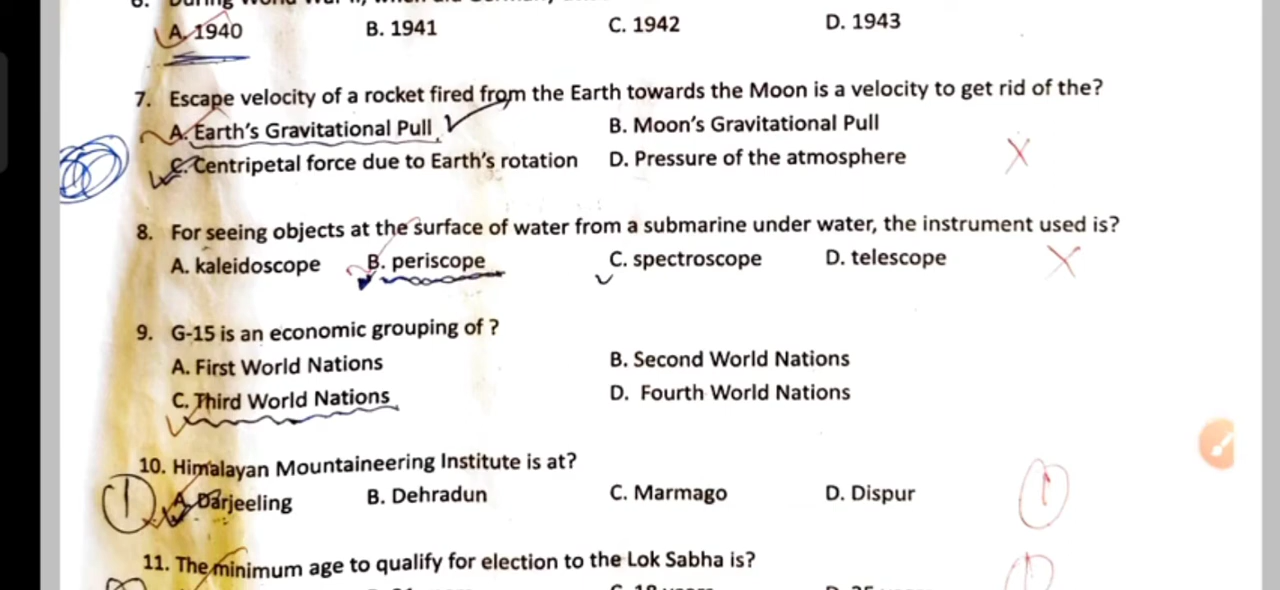 A. 1940 B. 1941 C. 1942 D. 1943
7. Escape velocity of a rocket fired from the Earth towards the Moon is a velocity to get rid of the?
A. Earth's Gravitational Pull B. Moon's Gravitational Pull
C. Centripetal force due to Earth's rotation D. Pressure of the atmosphere
8. For seeing objects at the surface of water from a submarine under water, the instrument used is?
A. kaleidoscope B. periscope C. spectroscope D. telescope
9. G-15 is an economic grouping of ?
A. First World Nations B. Second World Nations
C. Third World Nations D. Fourth World Nations
10. Himalayan Mountaineering Institute is at?
A. Darjeeling B. Dehradun C. Marmago D. Dispur
11. The minimum age to qualify for election to the Lok Sabha is?